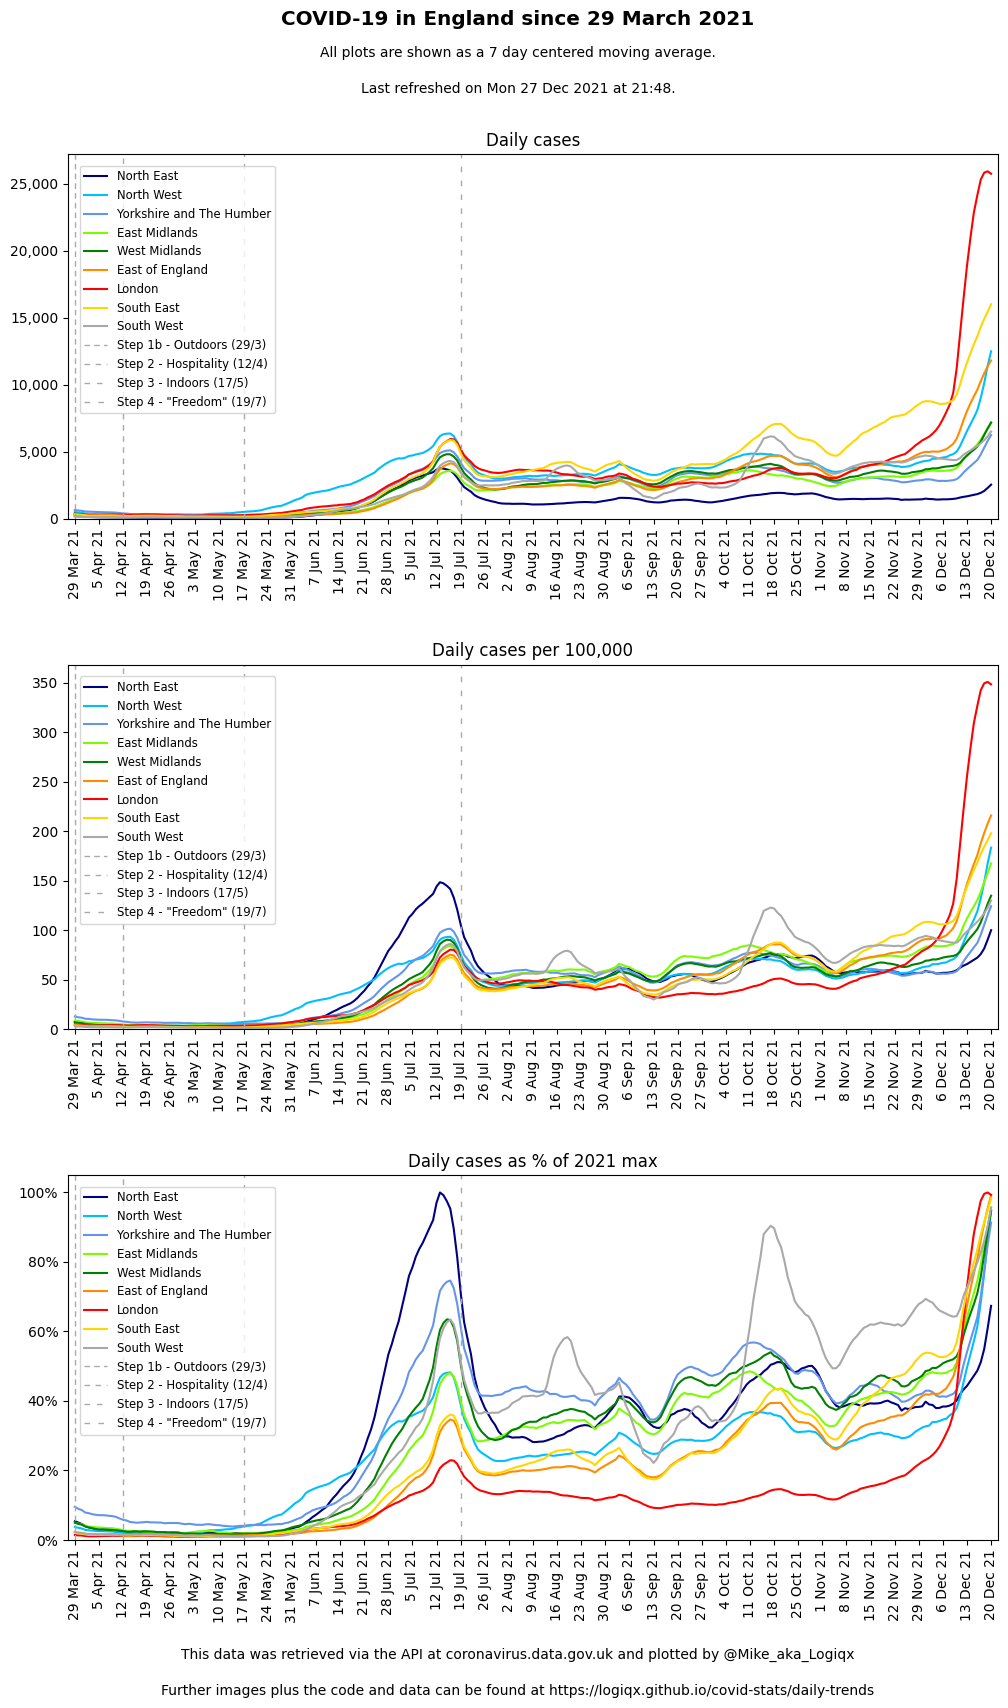 COVID-19 in England since 29 March 2021
All plots are shown as a 7 day centered moving average.
Last refreshed on Mon 27 Dec 2021 at 21:48.
Daily cases
25,000
20,000
15,000
10,000
5,000
0
North East
North West
Yorkshire and The Humber
East Midlands
West Midlands
East of England
London
South East
South West
Step 1b - Outdoors (29/3)
Step 2 - Hospitality (12/4)
Step 3 - Indoors (17/5)
Step 4 - "Freedom" (19/7)
29 Mar 21
5 Apr 21
12 Apr 21
19 Apr 21
26 Apr 21
3 May 21
10 May 21
17 May 21
24 May 21
31 May 21
7 Jun 21
14 Jun 21
21 Jun 21
28 Jun 21
5 Jul 21
12 Jul 21
19 Jul 21
26 Jul 21
2 Aug 21
9 Aug 21
16 Aug 21
23 Aug 21
30 Aug 21
6 Sep 21
13 Sep 21
20 Sep 21
27 Sep 21
4 Oct 21
11 Oct 21
18 Oct 21
25 Oct 21
1 Nov 21
8 Nov 21
15 Nov 21
22 Nov 21
29 Nov 21
6 Dec 21
13 Dec 21
20 Dec 21
Daily cases per 100,000
350
300
250
200
150
100
50
0
North East
North West
Yorkshire and The Humber
East Midlands
West Midlands
East of England
London
South East
South West
Step 1b - Outdoors (29/3)
Step 2 - Hospitality (12/4)
Step 3 - Indoors (17/5)
Step 4 - "Freedom" (19/7)
29 Mar 21
5 Apr 21
12 Apr 21
19 Apr 21
26 Apr 21
3 May 21
10 May 21
17 May 21
24 May 21
31 May 21
7 Jun 21
14 Jun 21
21 Jun 21
28 Jun 21
5 Jul 21
12 Jul 21
19 Jul 21
26 Jul 21
2 Aug 21
9 Aug 21
16 Aug 21
23 Aug 21
30 Aug 21
6 Sep 21
13 Sep 21
20 Sep 21
27 Sep 21
4 Oct 21
11 Oct 21
18 Oct 21
25 Oct 21
1 Nov 21
8 Nov 21
15 Nov 21
22 Nov 21
29 Nov 21
6 Dec 21
13 Dec 21
20 Dec 21
Daily cases as % of 2021 max
100%
80%
60%
40%
20%
0%
North East
North West
Yorkshire and The Humber
East Midlands
West Midlands
East of England
London
South East
South West
Step 1b - Outdoors (29/3)
Step 2 - Hospitality (12/4)
Step 3 - Indoors (17/5)
Step 4 - "Freedom" (19/7)
29 Mar 21
5 Apr 21
12 Apr 21
19 Apr 21
26 Apr 21
3 May 21
10 May 21
17 May 21
24 May 21
31 May 21
7 Jun 21
14 Jun 21
21 Jun 21
28 Jun 21
5 Jul 21
12 Jul 21
19 Jul 21
26 Jul 21
2 Aug 21
9 Aug 21
16 Aug 21
23 Aug 21
30 Aug 21
6 Sep 21
13 Sep 21
20 Sep 21
27 Sep 21
4 Oct 21
11 Oct 21
18 Oct 21
25 Oct 21
1 Nov 21
8 Nov 21
15 Nov 21
22 Nov 21
29 Nov 21
6 Dec 21
13 Dec 21
20 Dec 21
This data was retrieved via the API at coronavirus.data.gov.uk and plotted by @Mike_aka_Logiqx
Further images plus the code and data can be found at https://logiqx.github.io/covid-stats/daily-trends